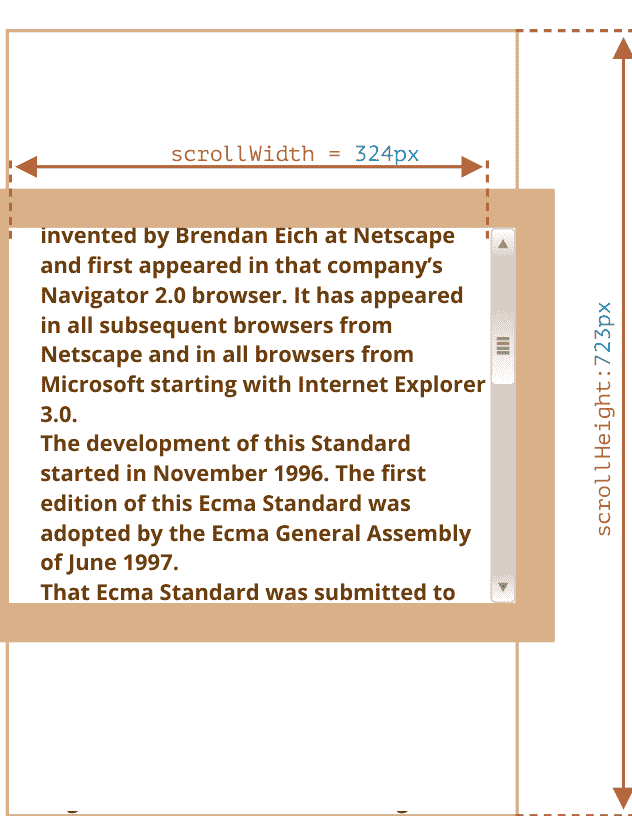 scrollWidth = 324px
invented by Brendan Eich at Netscape
and first appeared in that company’s
Navigator 2.0 browser. It has appeared
in all subsequent browsers from
Netscape and in all browsers from
Microsoft starting with Internet Explorer
3.0.
The development of this Standard
started in November 1996. The first
edition of this Ecma Standard was
adopted by the Ecma General Assembly
of June 1997.
That Ecma Standard was submitted to
scrollHeight:723px